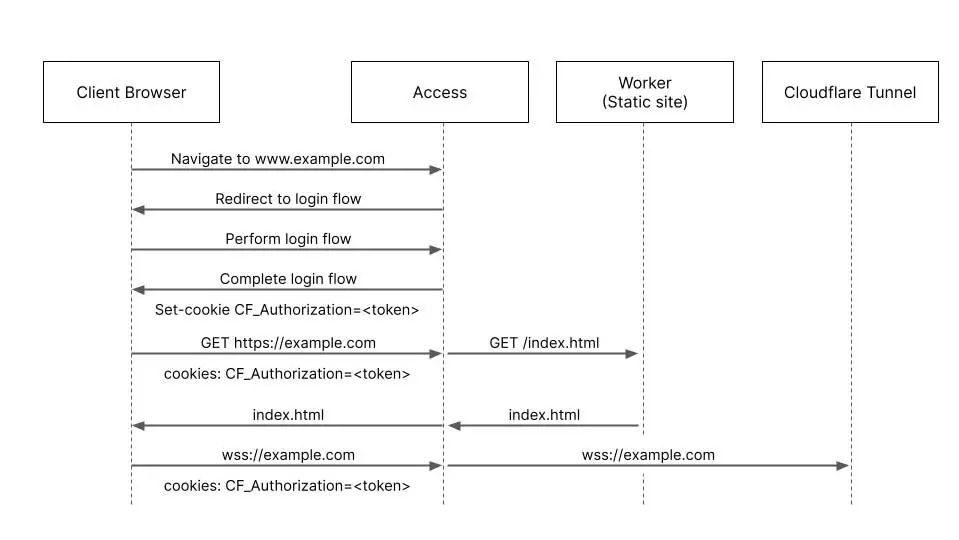 Client Browser
Access
Worker
(Static site)
Cloudflare Tunnel
Navigate to www.example.com
Redirect to login flow
Perform login flow
Complete login flow
Set-cookie CF_Authorization=<token>
GET https://example.com
GET /index.html
cookies: CF_Authorization=<token>
index.html
index.html
wss://example.com
wss://example.com
cookies: CF_Authorization=<token>